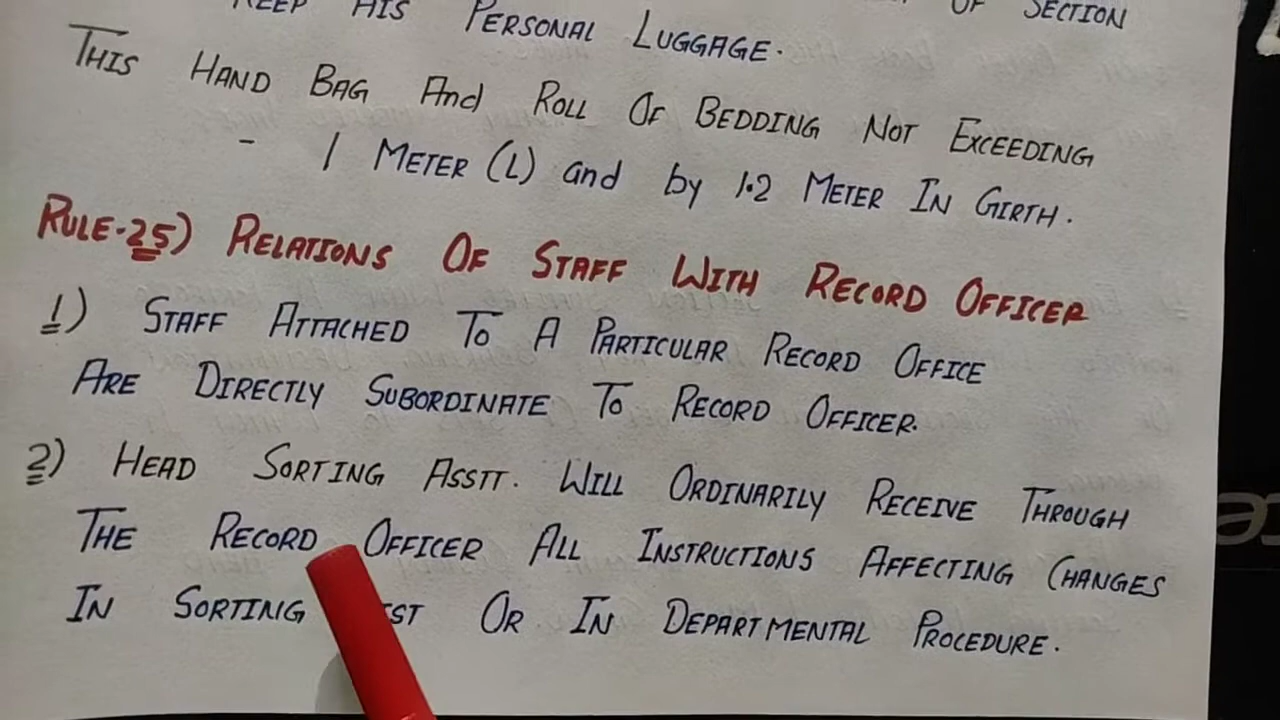 KEEP HIS PERSONAL LUGGAGE. OF SECTION
THIS HAND BAG And ROLL OF BEDDING NOT EXCEEDING
- 1 METER (L) and by 1.2 METER IN GIRTH.
RULE-25) RELATIONS OF STAFF WITH RECORD OFFICER
1) STAFF ATTACHED TO A PARTICULAR RECORD OFFICE
ARE DIRECTLY SUBORDINATE TO RECORD OFFICER.
2) HEAD SORTING ASSTT. WILL ORDINARILY RECEIVE THROUGH
THE RECORD OFFICER ALL INSTRUCTIONS AFFECTING CHANGES
IN SORTING OR IN DEPARTMENTAL PROCEDURE.